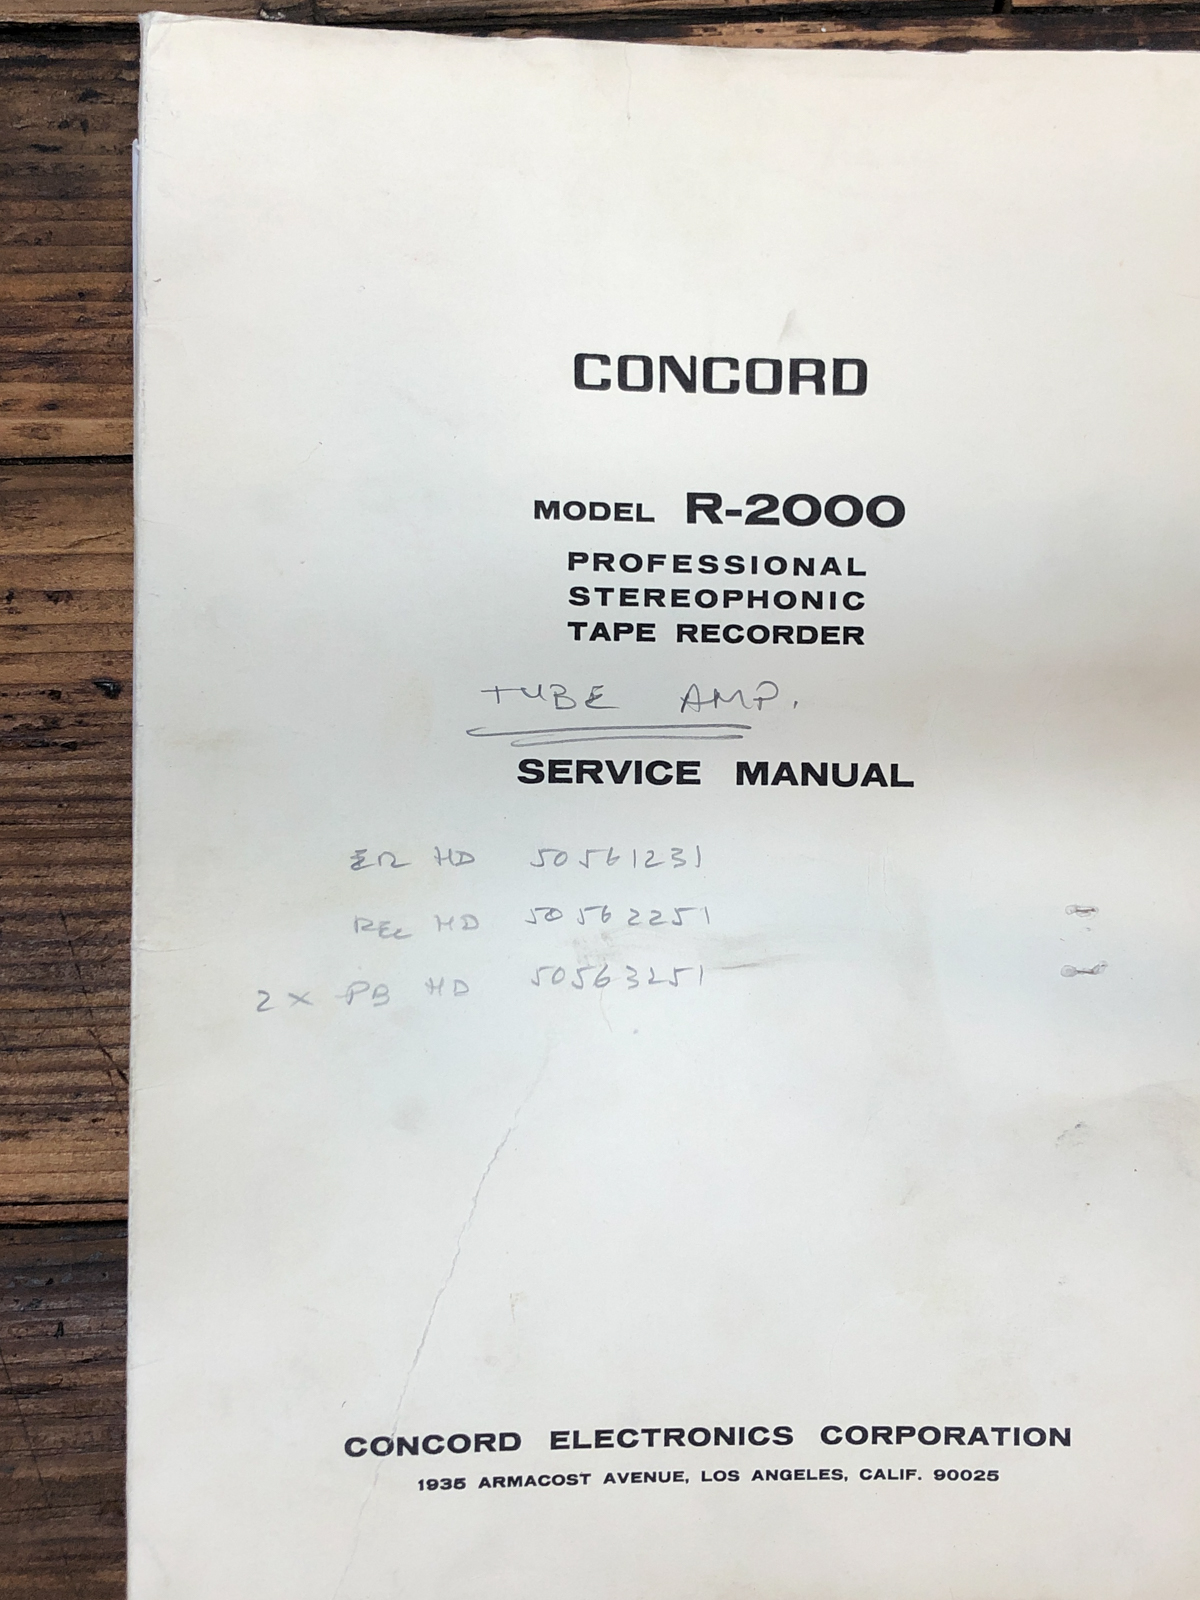 CONCORD
MODEL R-2000
PROFESSIONAL
STEREOPHONIC
TAPE RECORDER
TUBE AMP.
SERVICE MANUAL
ER HD 50561231
REC HD 50562251
2 X PB HD 50563251
CONCORD ELECTRONICS CORPORATION
1935 ARMACOST AVENUE, LOS ANGELES, CALIF. 90025